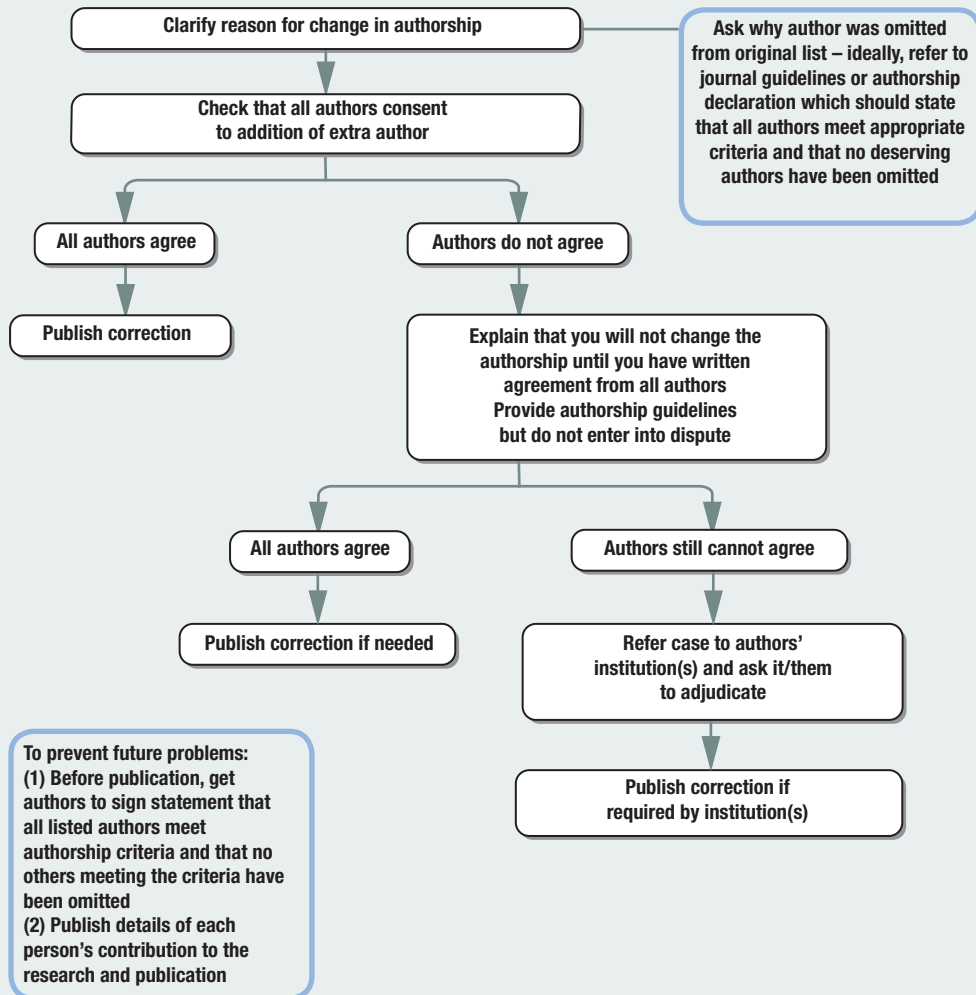 Clarify reason for change in authorship
Ask why author was omitted
from original list – ideally, refer to
journal guidelines or authorship
declaration which should state
that all authors meet appropriate
criteria and that no deserving
authors have been omitted
Check that all authors consent
to addition of extra author
All authors agree
Authors do not agree
Publish correction
Explain that you will not change the
authorship until you have written
agreement from all authors
Provide authorship guidelines
but do not enter into dispute
All authors agree
Authors still cannot agree
Publish correction if needed
Refer case to authors’
institution(s) and ask it/them
to adjudicate
Publish correction if
required by institution(s)
To prevent future problems:
(1) Before publication, get
authors to sign statement that
all listed authors meet
authorship criteria and that no
others meeting the criteria have
been omitted
(2) Publish details of each
person’s contribution to the
research and publication